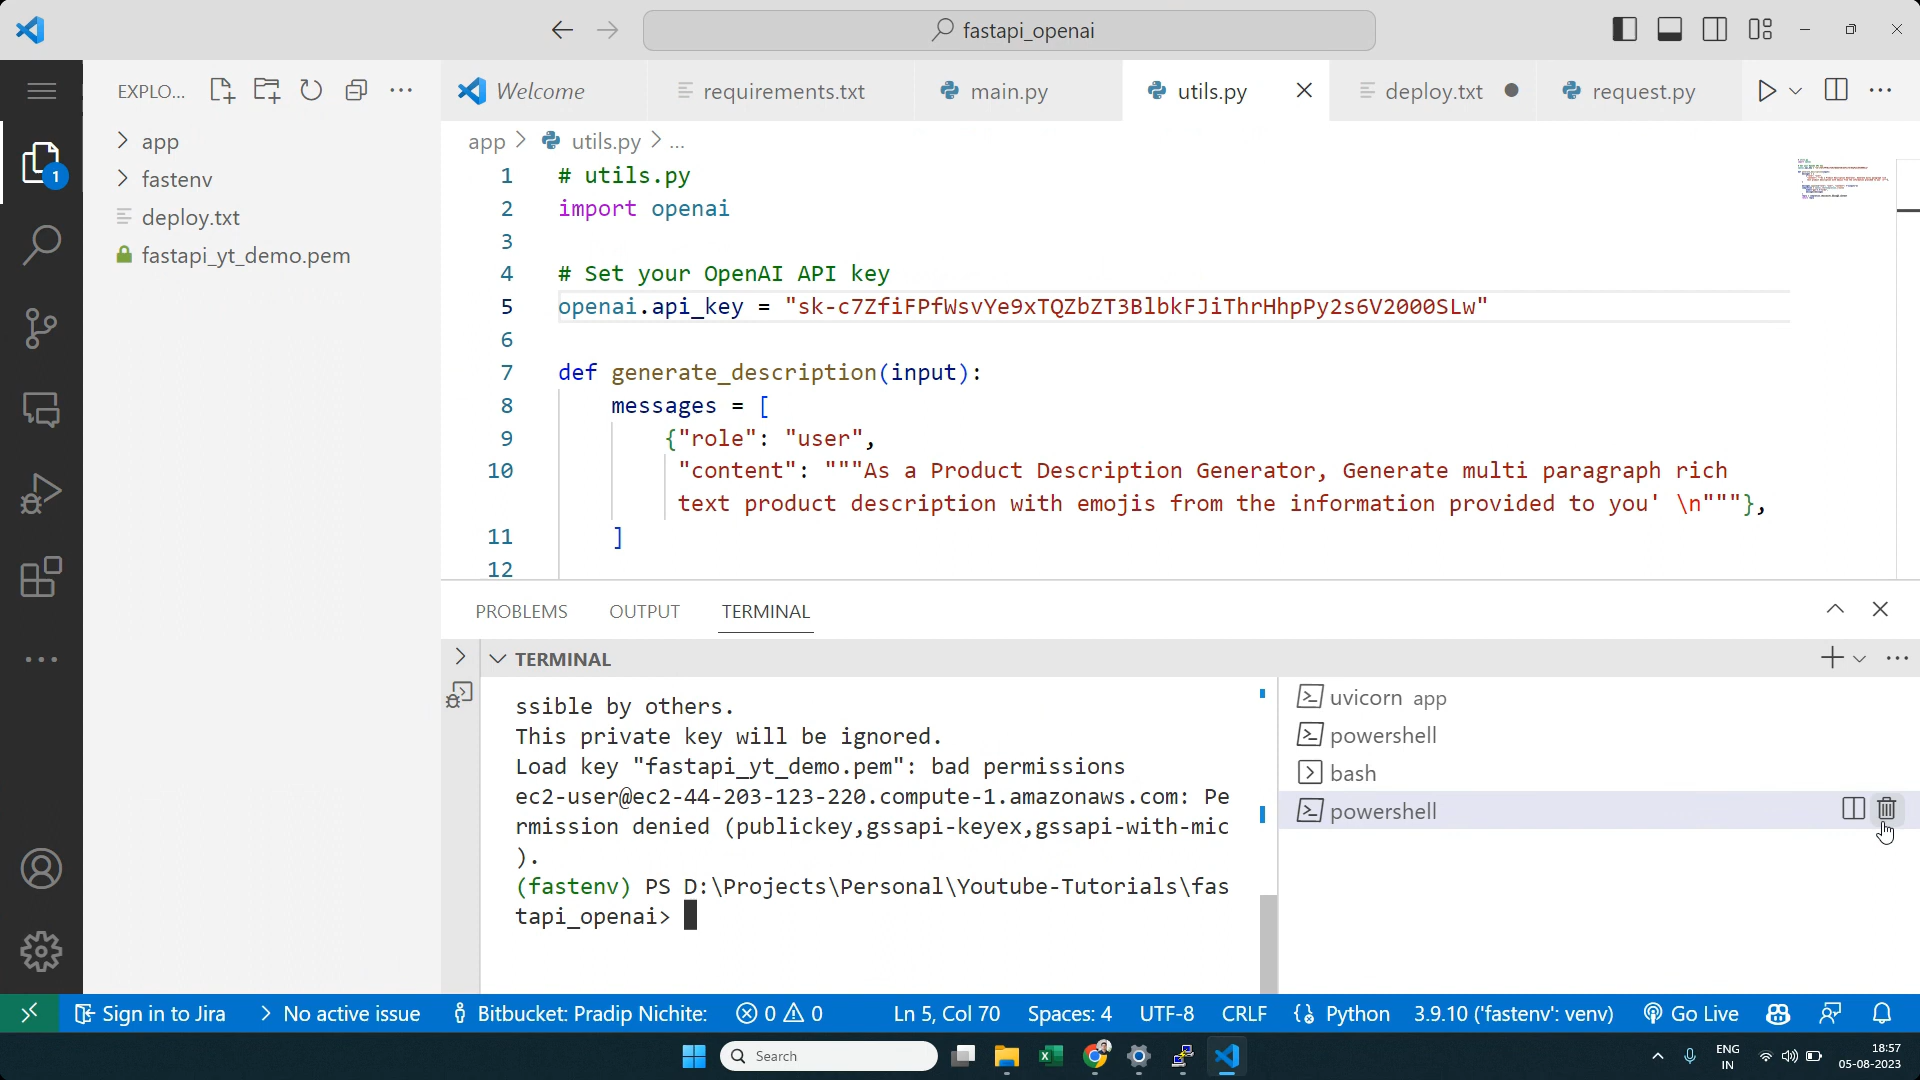 fastapi_openai
EXPLO...
Welcome
requirements.txt
main.py
utils.py
deploy.txt
request.py
app
fastenv
deploy.txt
fastapi_yt_demo.pem
1
app > utils.py > ...
1 # utils.py
2 import openai
3
4 # Set your OpenAI API key
5 openai.api_key = "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"
6
7 def generate_description(input):
8 messages = [
9 {"role": "user",
10 "content": """As a Product Description Generator, Generate multi paragraph rich
text product description with emojis from the information provided to you' \n"""},
11 ]
12
PROBLEMS OUTPUT TERMINAL
TERMINAL
ssible by others.
This private key will be ignored.
Load key "fastapi_yt_demo.pem": bad permissions
ec2-user@ec2-44-203-123-220.compute-1.amazonaws.com: Pe
rmission denied (publickey,gssapi-keyex,gssapi-with-mic
).
(fastenv) PS D:\Projects\Personal\Youtube-Tutorials\fas
tapi_openai>
uvicorn app
powershell
bash
powershell
Sign in to Jira No active issue Bitbucket: Pradip Nichite: 0 0 Ln 5, Col 70 Spaces: 4 UTF-8 CRLF Python 3.9.10 ('fastenv': venv) Go Live
Search
ENG
IN
18:57
05-08-2023